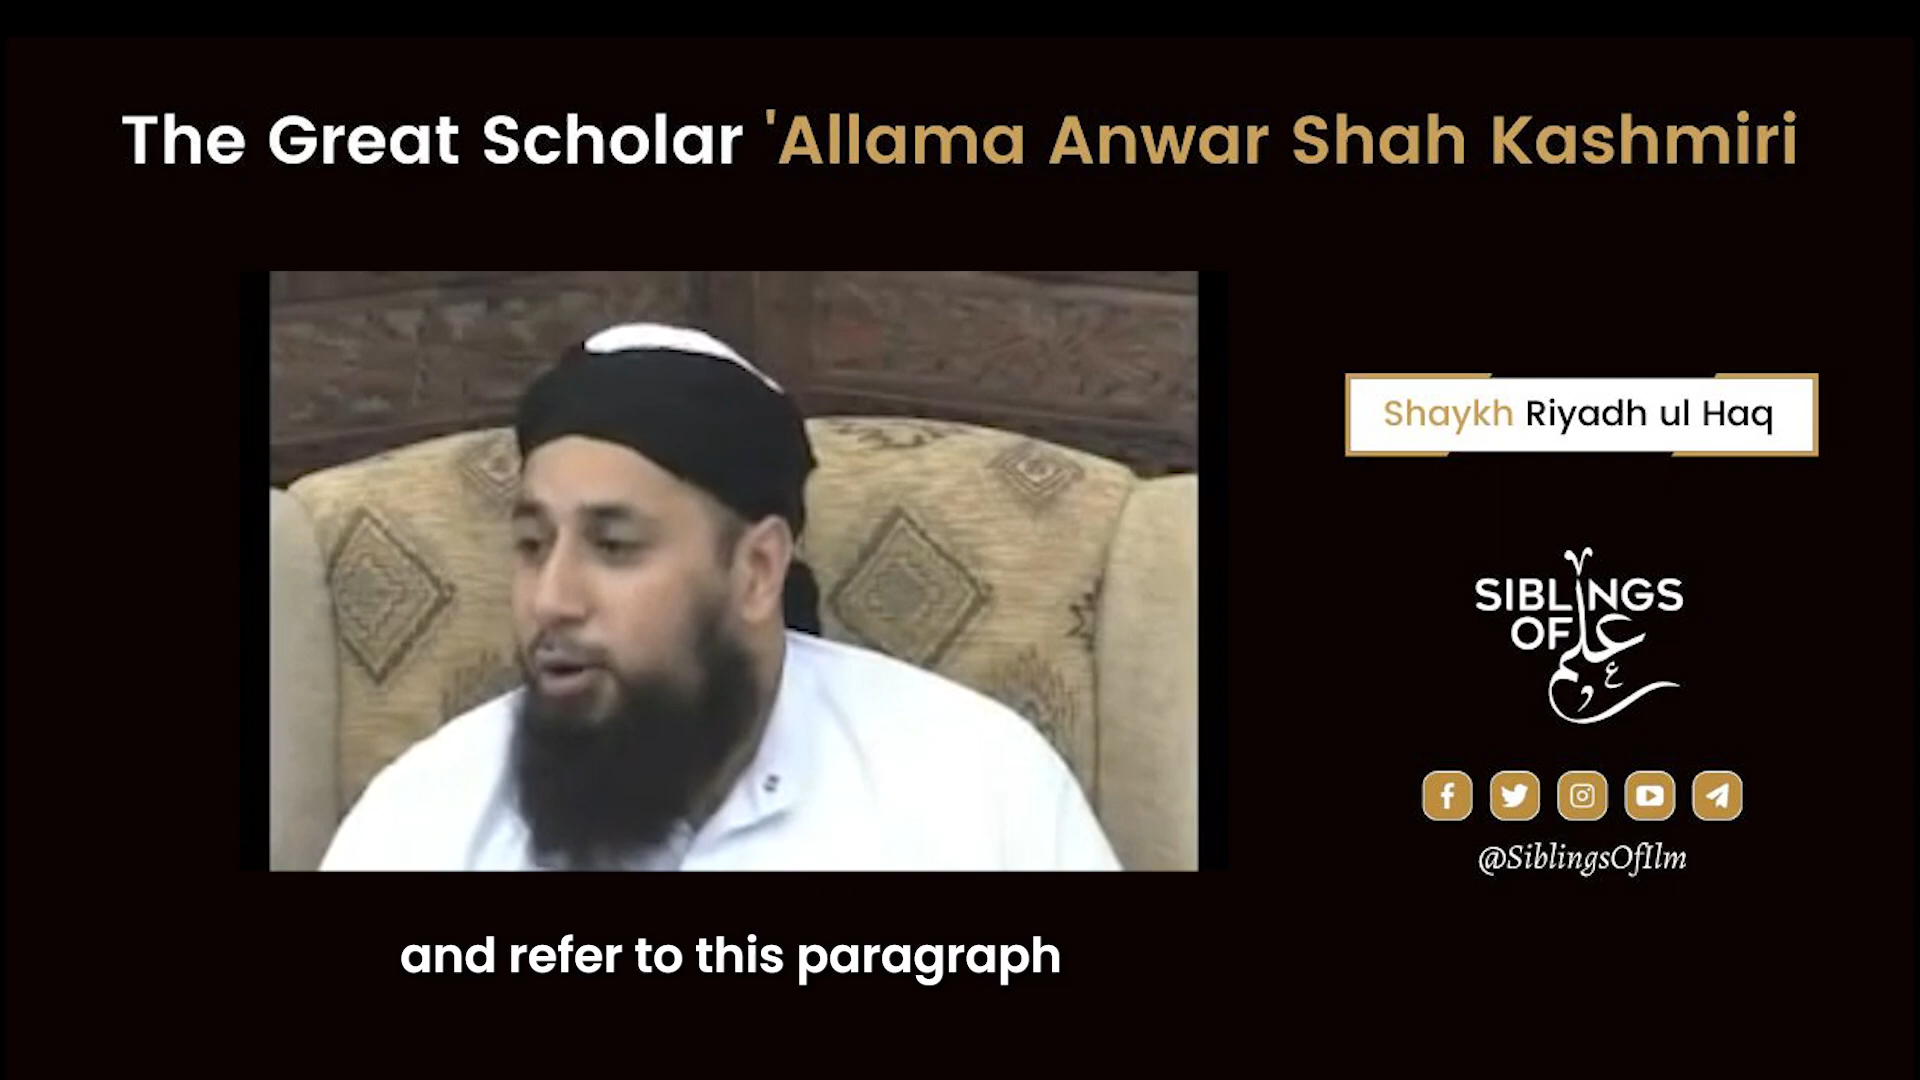 The Great Scholar 'Allama Anwar Shah Kashmiri
Shaykh Riyadh ul Haq
SIBLINGS
OF علم
@SiblingsOfIlm
and refer to this paragraph